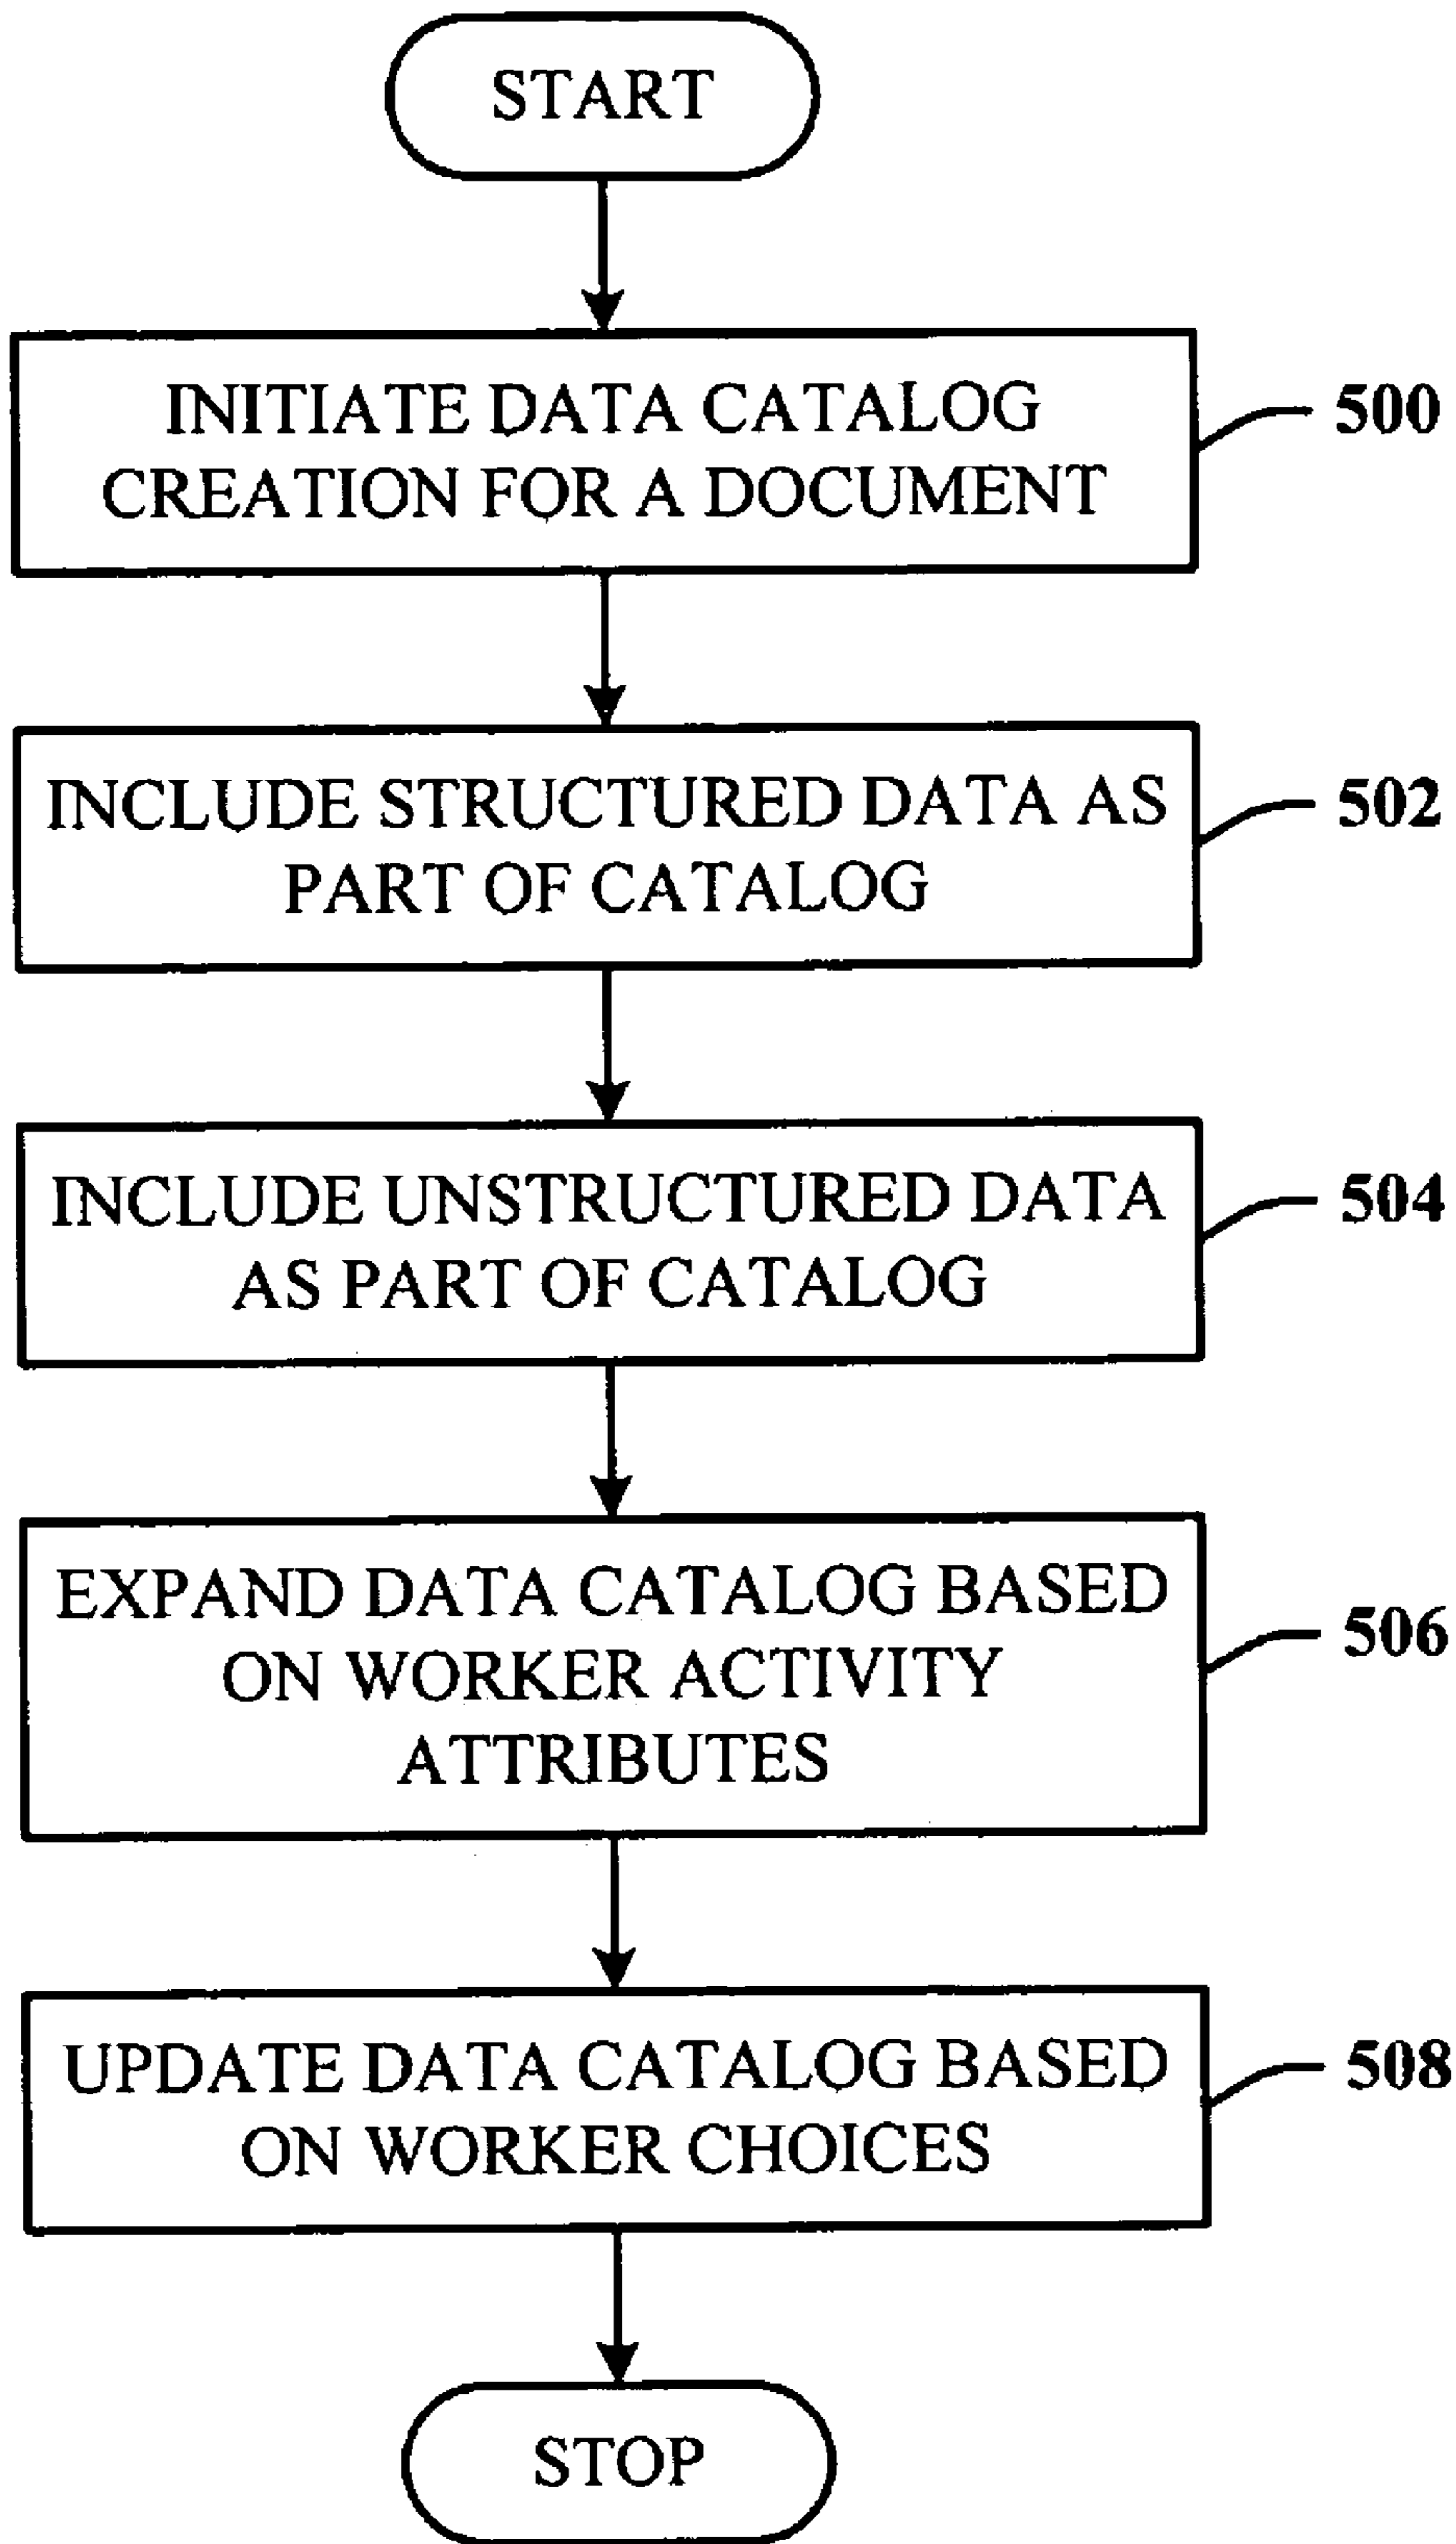 START
INITIATE DATA CATALOG
CREATION FOR A DOCUMENT
500
INCLUDE STRUCTURED DATA AS
PART OF CATALOG
502
INCLUDE UNSTRUCTURED DATA
AS PART OF CATALOG
504
EXPAND DATA CATALOG BASED
ON WORKER ACTIVITY
ATTRIBUTES
506
UPDATE DATA CATALOG BASED
ON WORKER CHOICES
508
STOP